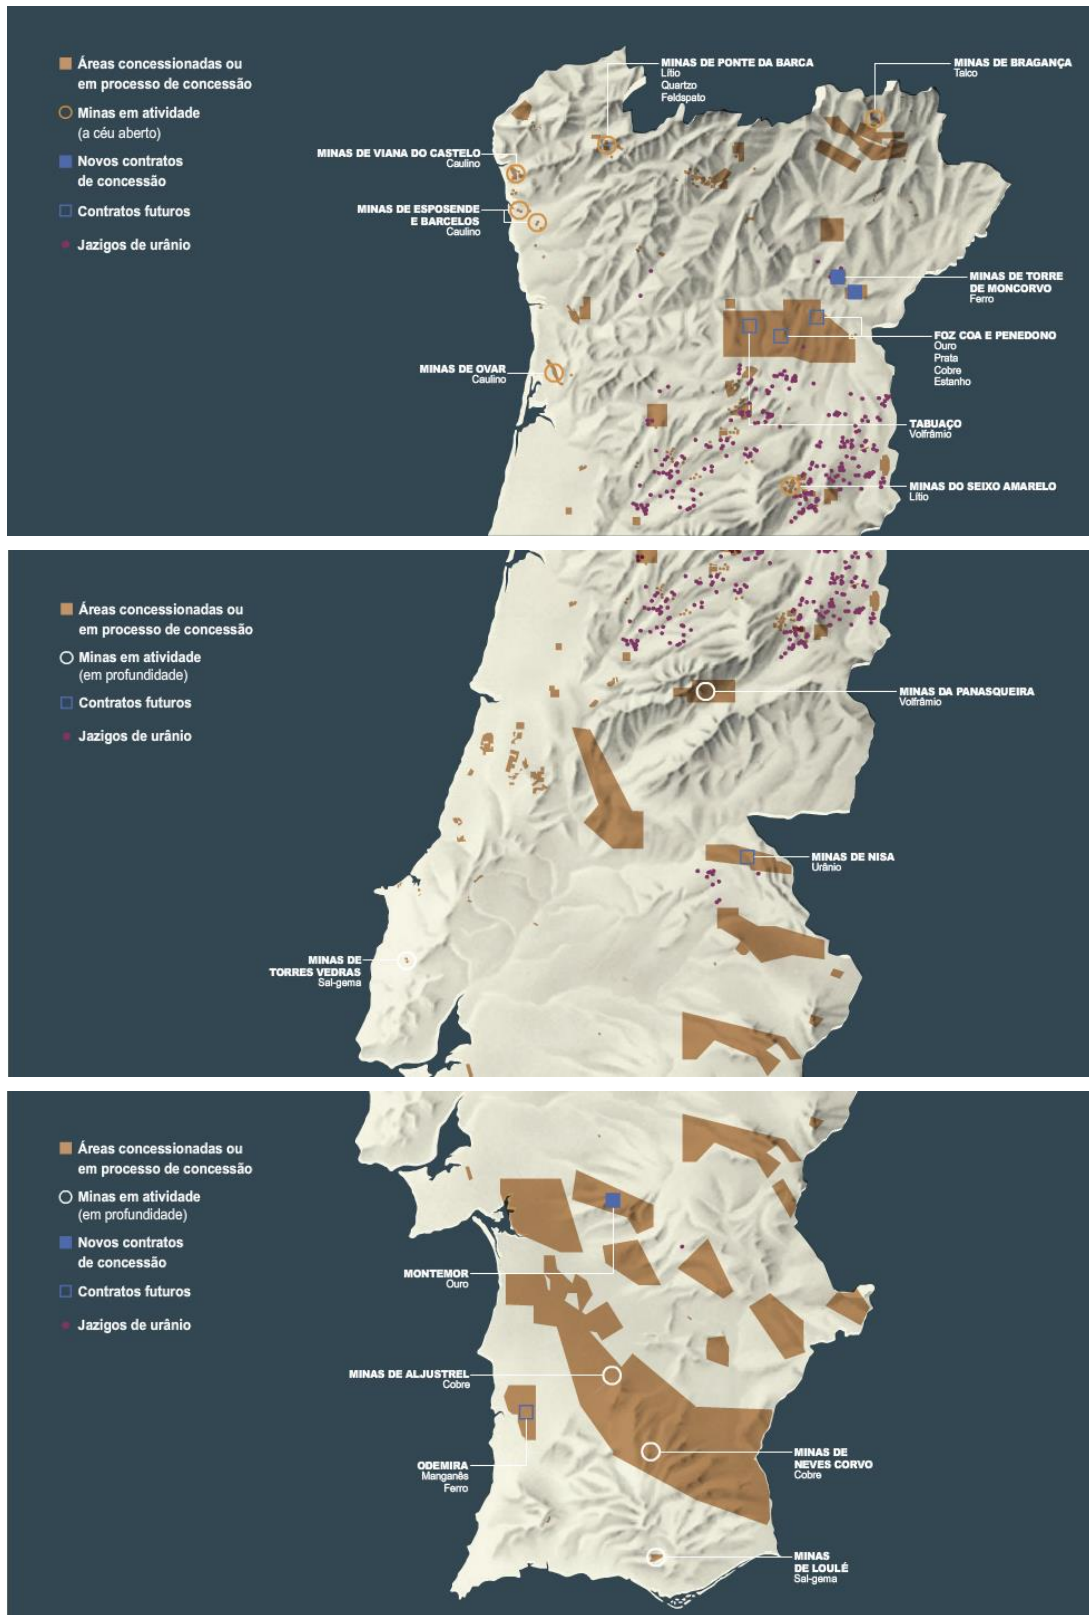 Áreas concessionadas ou
em processo de concessão
Minas em atividade
(a céu aberto)
Novos contratos
de concessão
Contratos futuros
Jazigos de urânio
MINAS DE PONTE DA BARCA
Lítio
Quartzo
Feldspato
MINAS DE BRAGANÇA
Talco
MINAS DE VIANA DO CASTELO
Caulino
MINAS DE ESPOSENDE
E BARCELOS
Caulino
MINAS DE TORRE
DE MONCORVO
Ferro
FOZ COA E PENEDONO
Ouro
Prata
Cobre
Estanho
MINAS DE OVAR
Caulino
TABUAÇO
Volfrâmio
MINAS DO SEIXO AMARELO
Lítio
Áreas concessionadas ou
em processo de concessão
Minas em atividade
(em profundidade)
Contratos futuros
Jazigos de urânio
MINAS DA PANASQUEIRA
Volfrâmio
MINAS DE NISA
Urânio
MINAS DE
TORRES VEDRAS
Sal-gema
Áreas concessionadas ou
em processo de concessão
Minas em atividade
(em profundidade)
Novos contratos
de concessão
Contratos futuros
Jazigos de urânio
MONTEMOR
Ouro
MINAS DE ALJUSTREL
Cobre
ODEMIRA
Manganês
Ferro
MINAS DE
NEVES CORVO
Cobre
MINAS
DE LOULÉ
Sal-gema